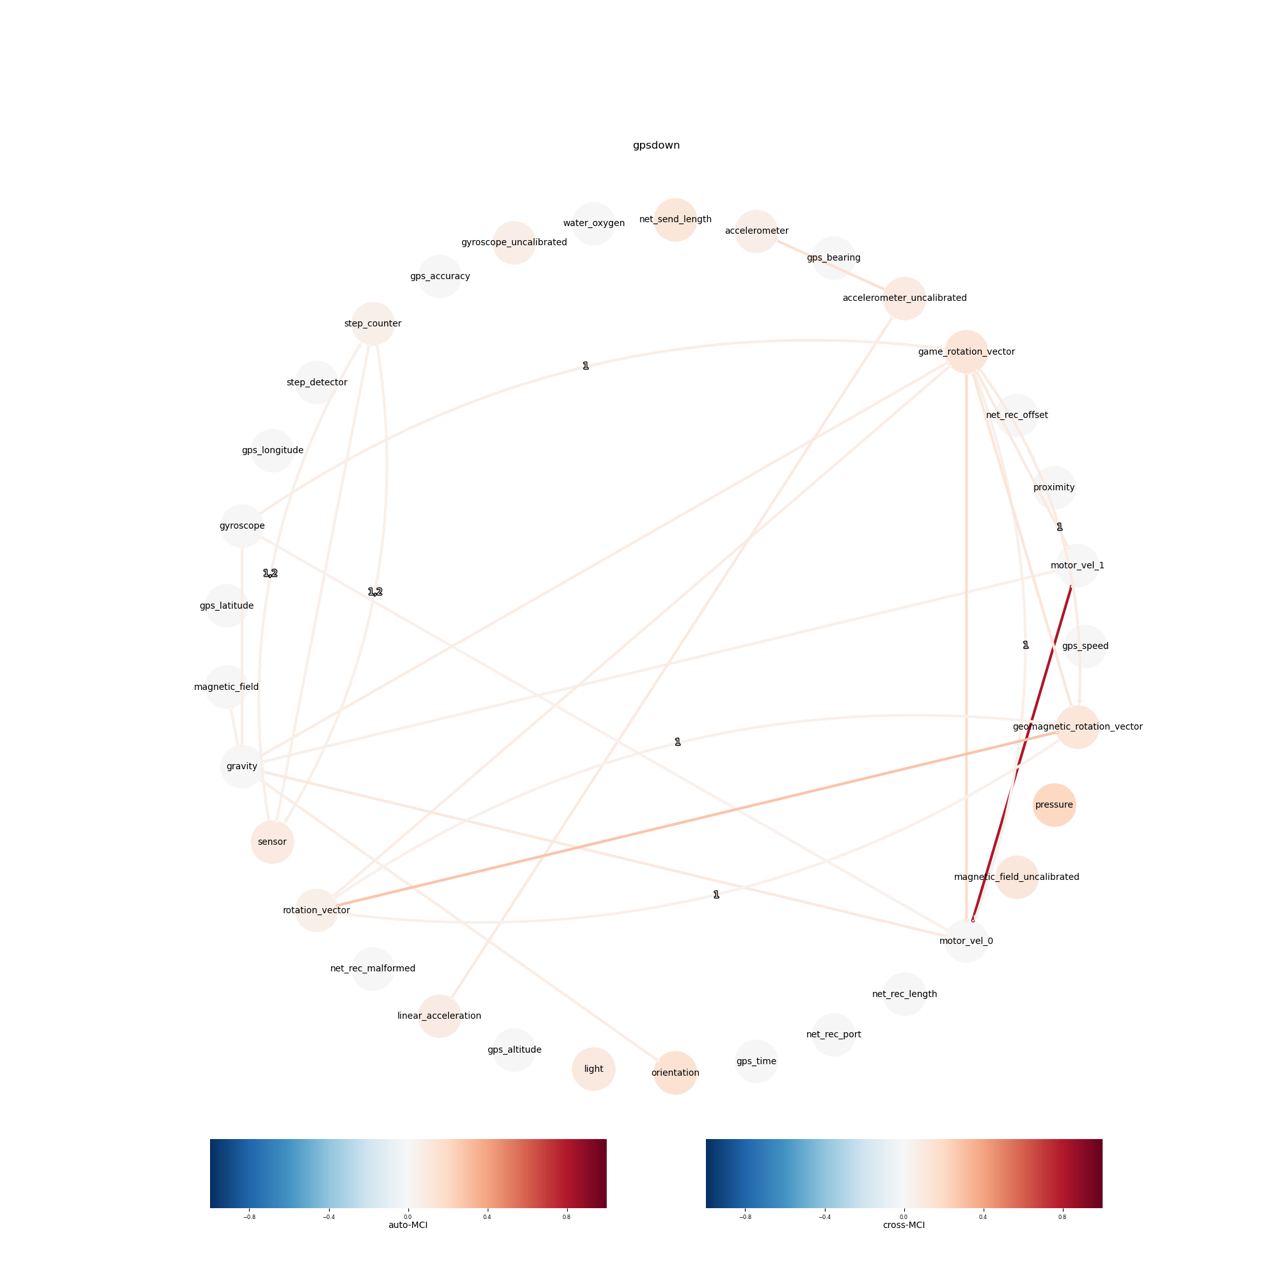 gpsdown
net_send_length
water_oxygen
accelerometer
gyroscope_uncalibrated
gps_bearing
gps_accuracy
accelerometer_uncalibrated
step_counter
game_rotation_vector
1
step_detector
net_rec_offset
gps_longitude
proximity
gyroscope
1
motor_vel_1
1,2
1,2
gps_latitude
1
gps_speed
magnetic_field
geomagnetic_rotation_vector
1
gravity
pressure
sensor
magnetic_field_uncalibrated
1
rotation_vector
motor_vel_0
net_rec_malformed
net_rec_length
linear_acceleration
net_rec_port
gps_altitude
gps_time
light
orientation
−0.8 −0.4 0.0 0.4 0.8
auto-MCI
−0.8 −0.4 0.0 0.4 0.8
cross-MCI